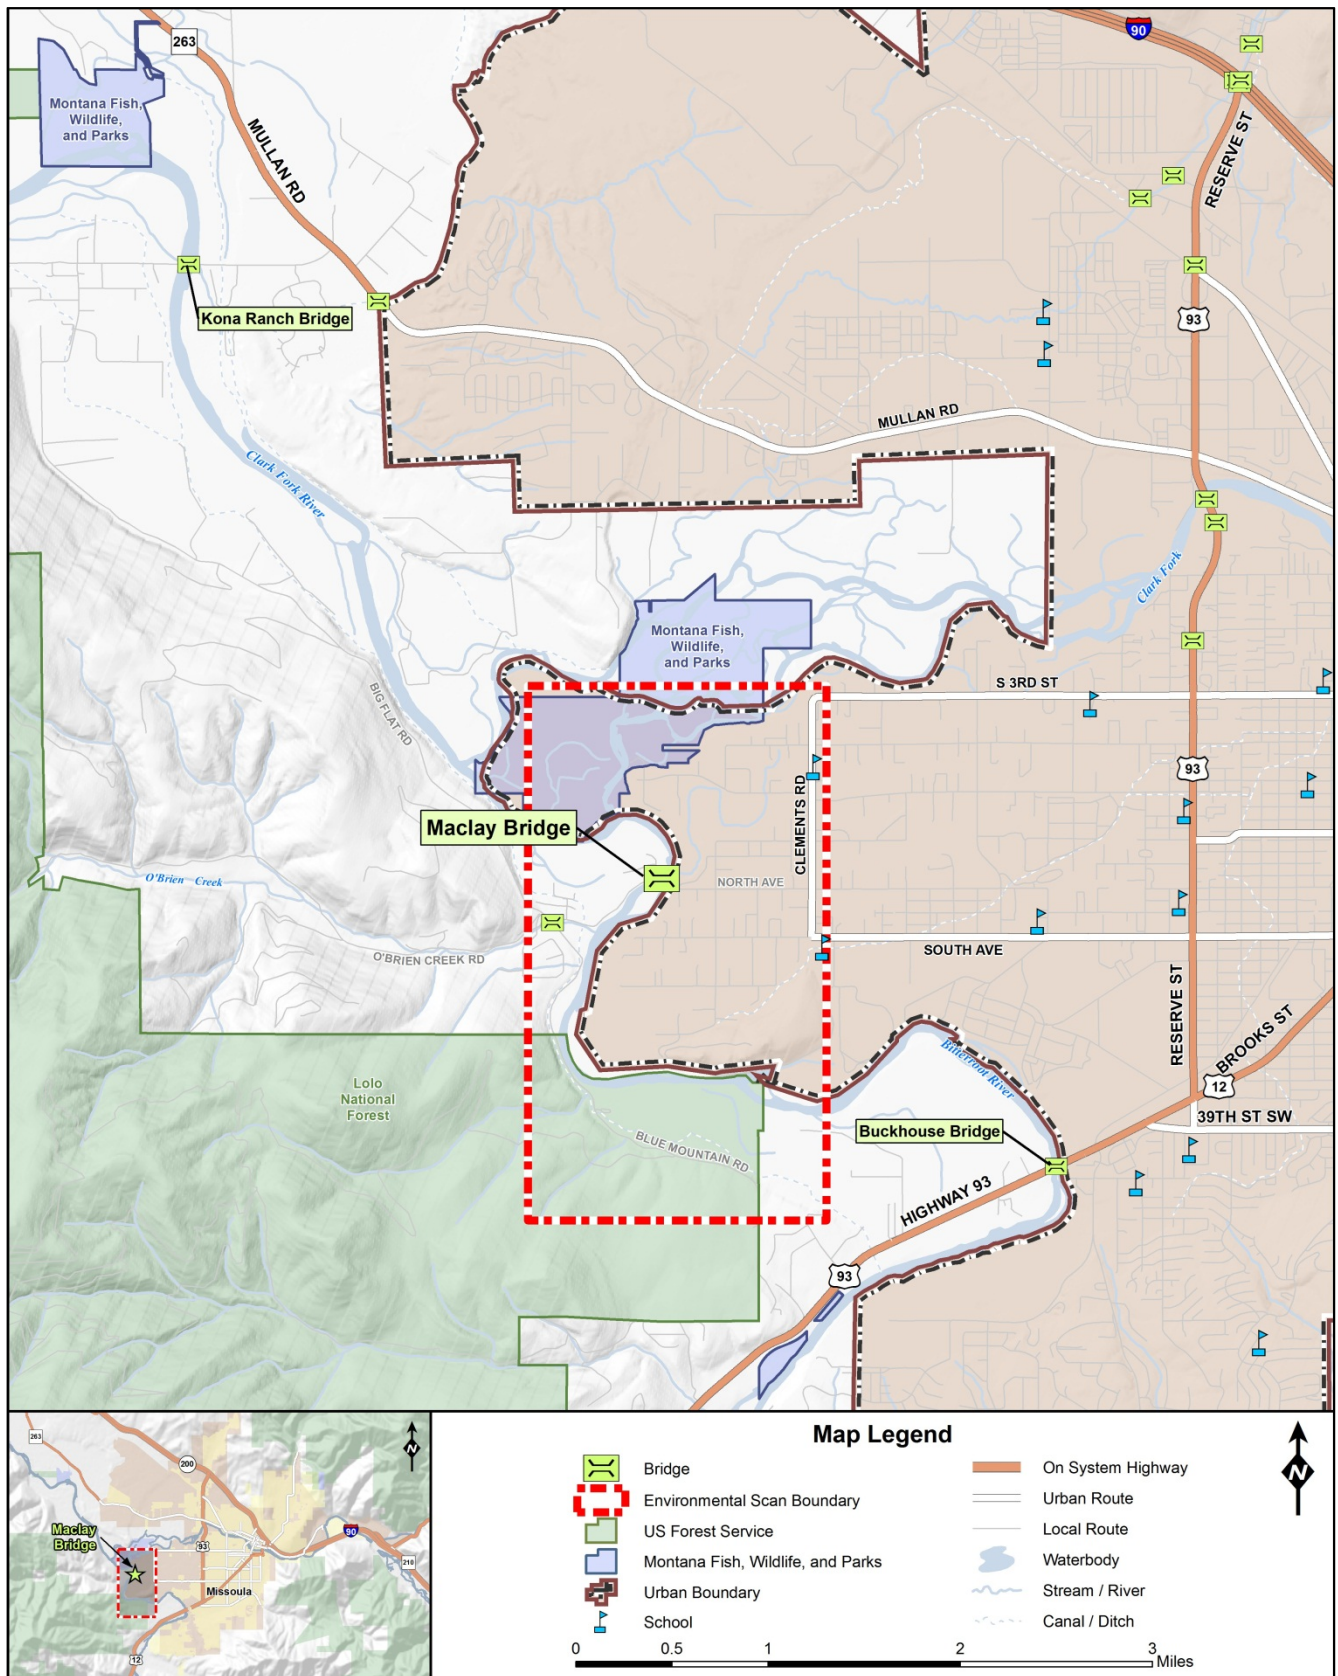 90
263
Montana Fish,
Wildlife,
and Parks
MULLAN RD
RESERVE ST
Kona Ranch Bridge
93
MULLAN RD
Clark Fork River
Clark Fork
Montana Fish,
Wildlife,
and Parks
S 3RD ST
BIG FLAT RD
93
CLEMENTS RD
Maclay Bridge
NORTH AVE
O'Brien Creek
O'BRIEN CREEK RD
SOUTH AVE
RESERVE ST
BROOKS ST
12
Bitterroot River
Lolo
National
Forest
39TH ST SW
BLUE MOUNTAIN RD
Buckhouse Bridge
HIGHWAY 93
93
263
200
N
Maclay
Bridge
93
90
210
Missoula
12
Map Legend
Bridge
Environmental Scan Boundary
US Forest Service
Montana Fish, Wildlife, and Parks
Urban Boundary
School
On System Highway
Urban Route
Local Route
Waterbody
Stream / River
Canal / Ditch
N
0 0.5 1 2 3
Miles